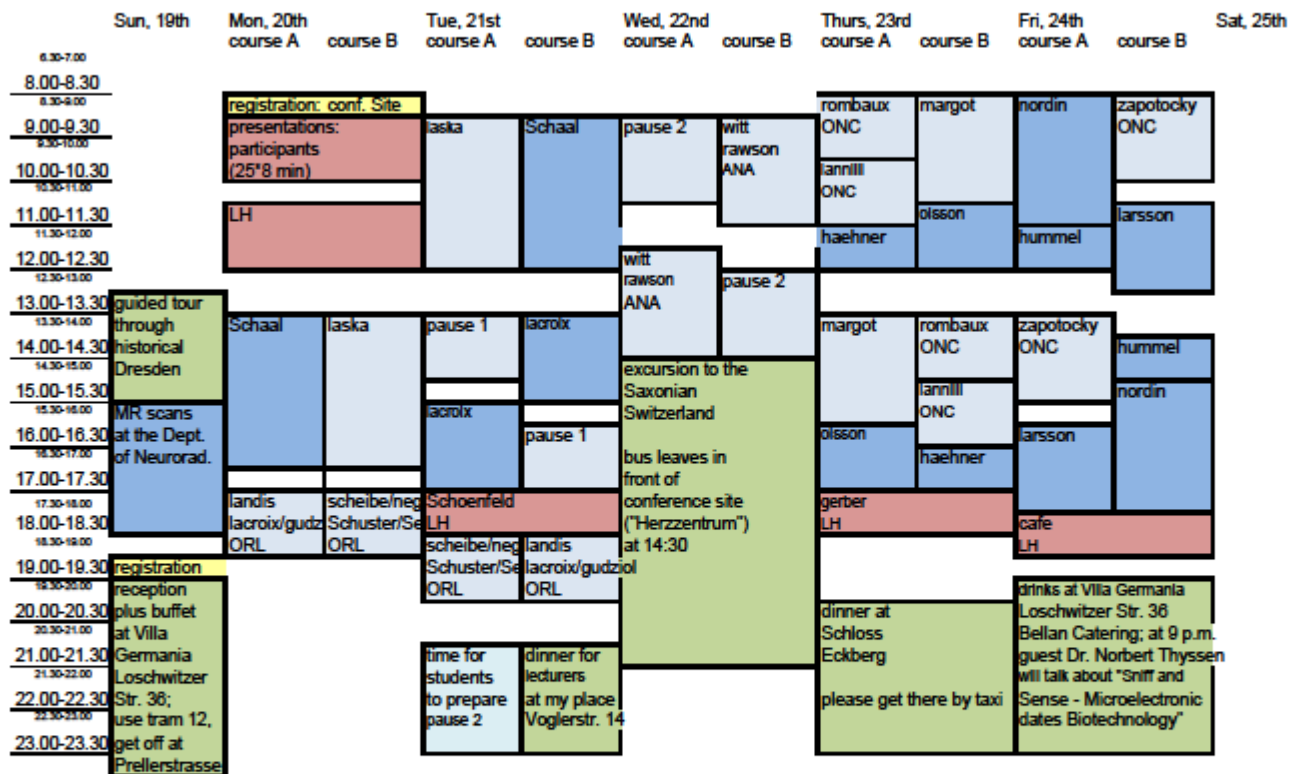 Sun, 19th Mon, 20th Tue, 21st Wed, 22nd Thurs, 23rd Fri, 24th Sat, 25th
course A course B course A course B course A course B course A course B course A course B
6.30-7.00
8.00-8.30
8.30-9.00
registration: conf. Site
rombaux
ONC
margot
nordin
zapotocky
ONC
9.00-9.30
presentations:
participants
(25*8 min)
laska
Schaal
pause 2
witt
rawson
ANA
9.30-10.00
10.00-10.30
lannIII
ONC
10.30-11.00
11.00-11.30
LH
olsson
larsson
11.30-12.00
haehner
hummel
12.00-12.30
witt
rawson
ANA
12.30-13.00
pause 2
13.00-13.30
guided tour
through
historical
Dresden
13.30-14.00
Schaal
laska
pause 1
lacroix
margot
rombaux
ONC
zapotocky
ONC
14.00-14.30
hummel
14.30-15.00
excursion to the
Saxonian
Switzerland
bus leaves in
front of
conference site
("Herzzentrum")
at 14:30
15.00-15.30
lannIII
ONC
nordin
15.30-16.00
MR scans
at the Dept.
of Neurorad.
lacroix
16.00-16.30
pause 1
olsson
larsson
16.30-17.00
haehner
17.00-17.30
17.30-18.00
landis
lacroix/gudz
ORL
scheibe/neg
Schuster/Se
ORL
Schoenfeld
LH
gerber
LH
18.00-18.30
cafe
LH
18.30-19.00
scheibe/neg
Schuster/Se
ORL
landis
lacroix/gudziol
ORL
19.00-19.30
registration
19.30-20.00
reception
plus buffet
at Villa
Germania
Loschwitzer
Str. 36;
use tram 12,
get off at
Prellerstrasse
drinks at Villa Germania
Loschwitzer Str. 36
Bellan Catering; at 9 p.m.
guest Dr. Norbert Thyssen
will talk about "Sniff and
Sense - Microelectronic
dates Biotechnology"
20.00-20.30
dinner at
Schloss
Eckberg
please get there by taxi
20.30-21.00
21.00-21.30
time for
students
to prepare
pause 2
dinner for
lecturers
at my place
Voglerstr. 14
21.30-22.00
22.00-22.30
22.30-23.00
23.00-23.30